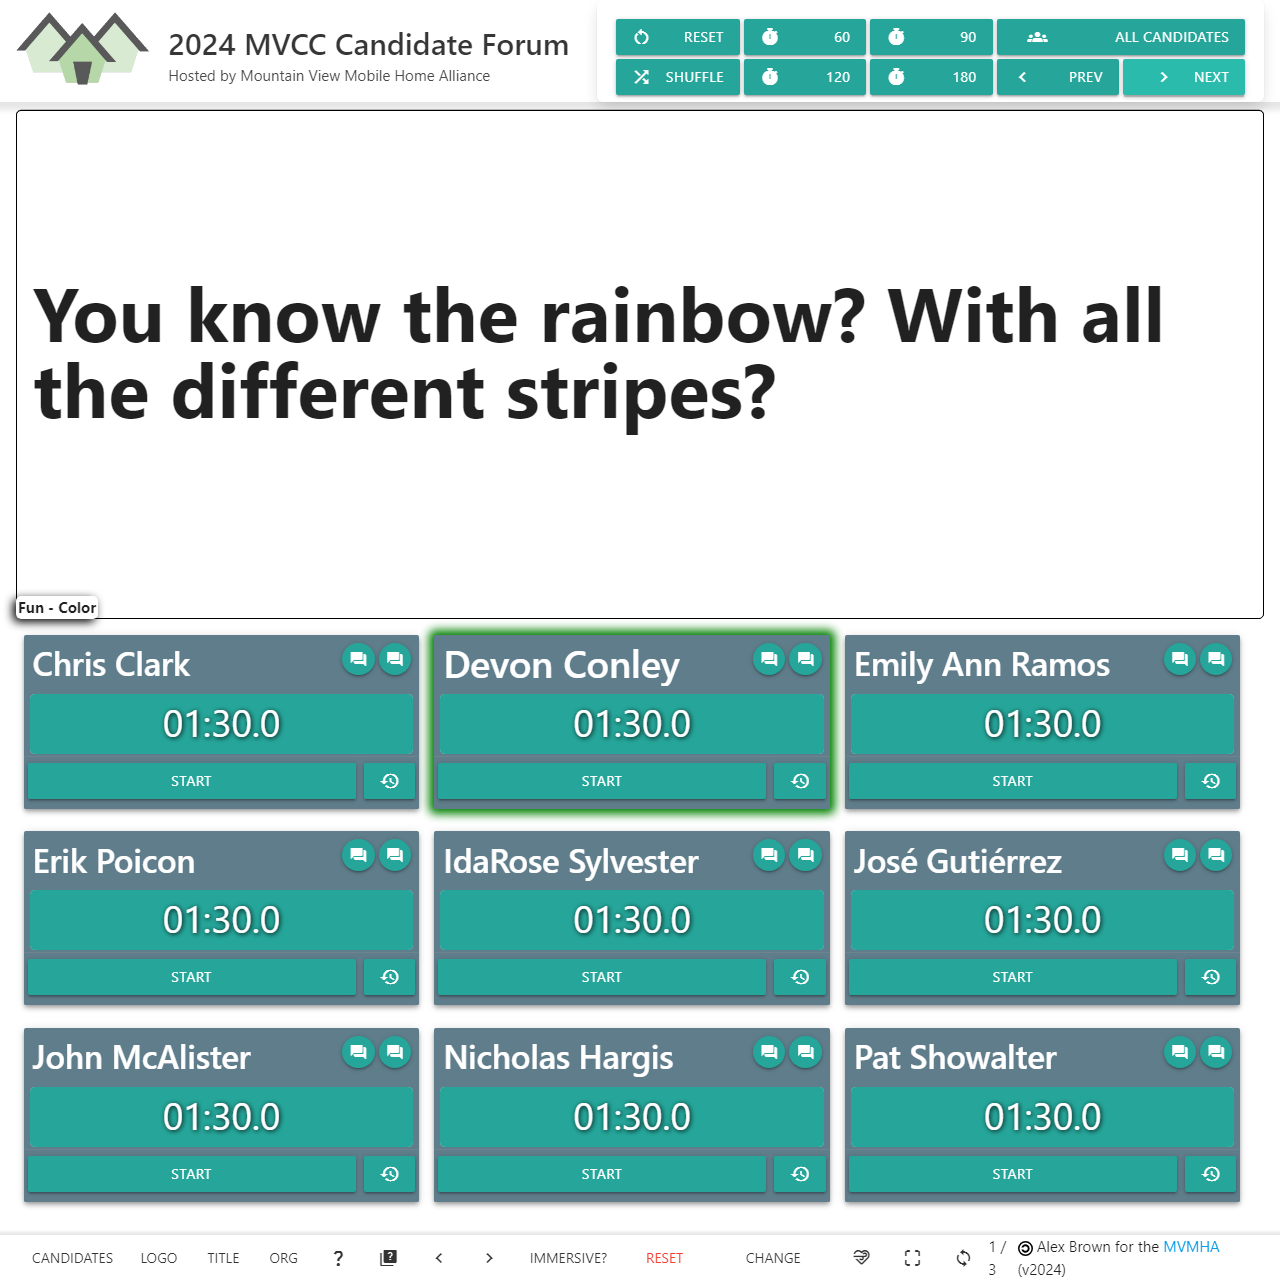 2024 MVCC Candidate Forum
Hosted by Mountain View Mobile Home Alliance
RESET 60 90 ALL CANDIDATES
SHUFFLE 120 180 PREV NEXT
You know the rainbow? With all
the different stripes?
Fun - Color
Chris Clark
01:30.0
START
Devon Conley
01:30.0
START
Emily Ann Ramos
01:30.0
START
Erik Poicon
01:30.0
START
IdaRose Sylvester
01:30.0
START
José Gutiérrez
01:30.0
START
John McAlister
01:30.0
START
Nicholas Hargis
01:30.0
START
Pat Showalter
01:30.0
START
CANDIDATES LOGO TITLE ORG ? IMMERSIVE? RESET CHANGE
1 /
3
Alex Brown for the MVMHA
(v2024)